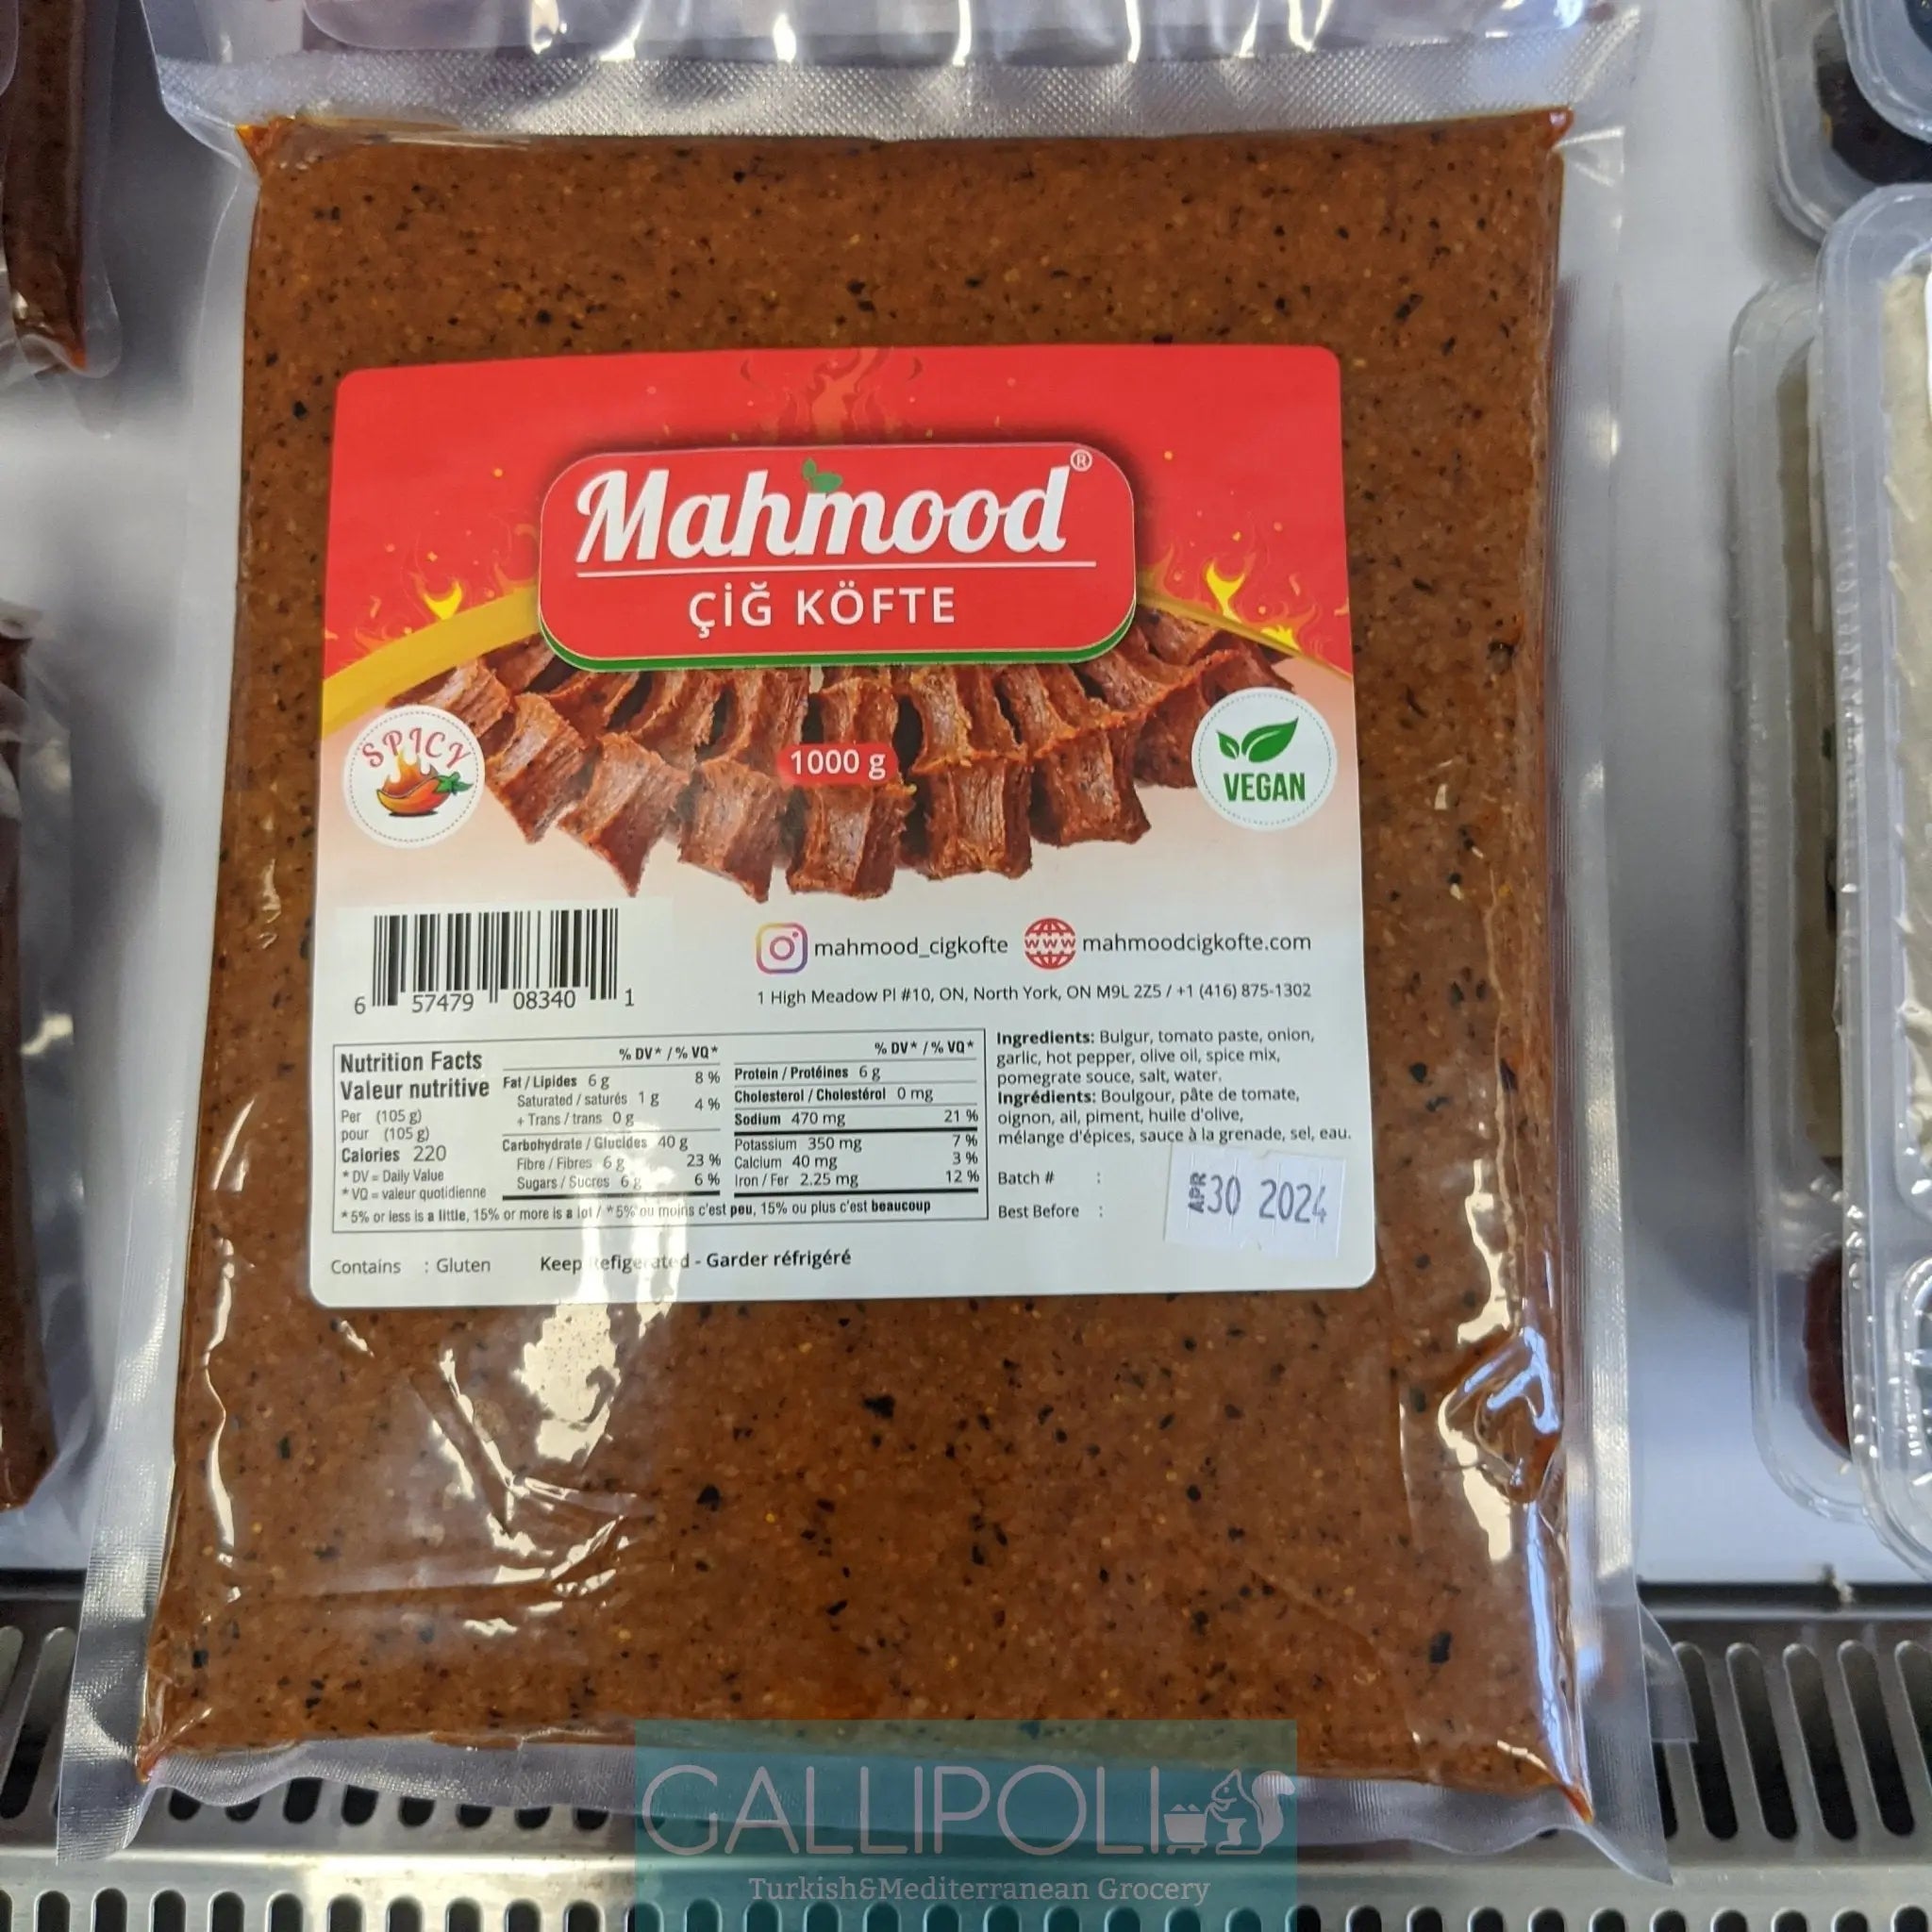 Mahmood®
ÇİĞ KÖFTE
SPICY
1000 g
VEGAN
6 57479 08340 1
mahmood_cigkofte www mahmoodcigkofte.com
1 High Meadow Pl #10, ON, North York, ON M9L 2Z5 / +1 (416) 875-1302
Nutrition Facts
Valeur nutritive
Per (105 g)
pour (105 g)
Calories 220
* DV = Daily Value
* VQ = valeur quotidienne
% DV* / % VQ*
Fat / Lipides 6 g 8 %
Saturated / saturés 1 g 4 %
+ Trans / trans 0 g
Carbohydrate / Glucides 40 g
Fibre / Fibres 6 g 23 %
Sugars / Sucres 6 g 6 %
% DV* / % VQ*
Protein / Protéines 6 g
Cholesterol / Cholestérol 0 mg
Sodium 470 mg 21 %
Potassium 350 mg 7 %
Calcium 40 mg 3 %
Iron / Fer 2.25 mg 12 %
* 5% or less is a little, 15% or more is a lot / * 5% ou moins c'est peu, 15% ou plus c'est beaucoup
Ingredients: Bulgur, tomato paste, onion,
garlic, hot pepper, olive oil, spice mix,
pomegrate souce, salt, water.
Ingrédients: Boulgour, pâte de tomate,
oignon, ail, piment, huile d'olive,
mélange d'épices, sauce à la grenade, sel, eau.
Batch # :
Best Before :
APR 30 2024
Contains : Gluten
Keep Refigerated - Garder réfrigéré
GALLIPOLI
Turkish&Mediterranean Grocery